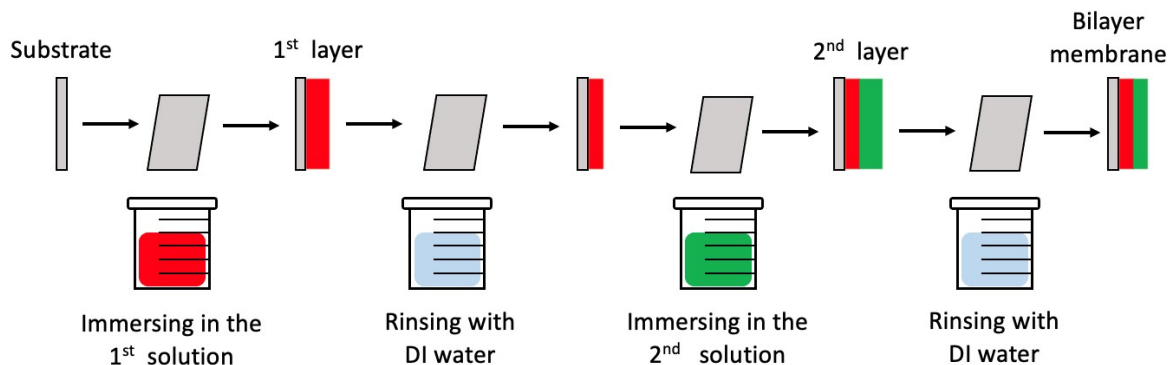 Substrate
1st layer
2nd layer
Bilayer
membrane
Immersing in the
1st solution
Rinsing with
DI water
Immersing in the
2nd solution
Rinsing with
DI water